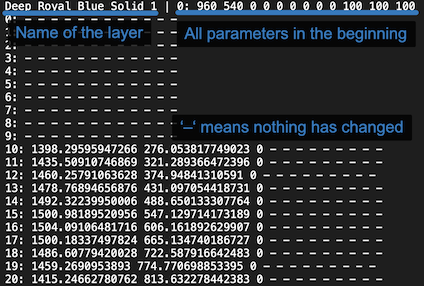 Deep Royal Blue Solid 1 | 0: 960 540 0 0 0 0 0 0 0 100 100 100
0: - - - - - - - - -
Name of the layer
All parameters in the beginning
2: - - - - - - - - -
3: - - - - - - - - -
4: - - - - - - - - -
5: - - - - - - - - -
6: - - - - - - - - -
7: - - - - - - - - -
8: - - - - - - - - -
9: - - - - - - - - -
'–' means nothing has changed
10: 1398.29595947266 276.053817749023 0 - - - - - - - - -
11: 1435.50910746869 321.289366472396 0 - - - - - - - - -
12: 1460.25791063628 374.94841310591 0 - - - - - - - - -
13: 1478.76894656876 431.097054418731 0 - - - - - - - - -
14: 1492.32239950006 488.650133307764 0 - - - - - - - - -
15: 1500.98189520956 547.129714173189 0 - - - - - - - - -
16: 1504.09106481716 606.161892629907 0 - - - - - - - - -
17: 1500.18337497824 665.134740186727 0 - - - - - - - - -
18: 1486.60779420028 722.587916642483 0 - - - - - - - - -
19: 1459.2690953893 774.770698853395 0 - - - - - - - - -
20: 1415.24662780762 813.632278442383 0 - - - - - - - - -